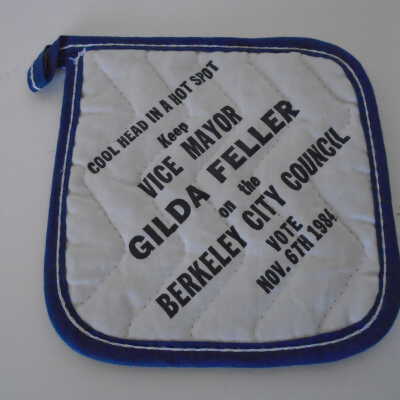 COOL HEAD IN A HOT SPOT
Keep
VICE MAYOR
GILDA FELLER
on the
BERKELEY CITY COUNCIL
VOTE
NOV. 6TH 1984